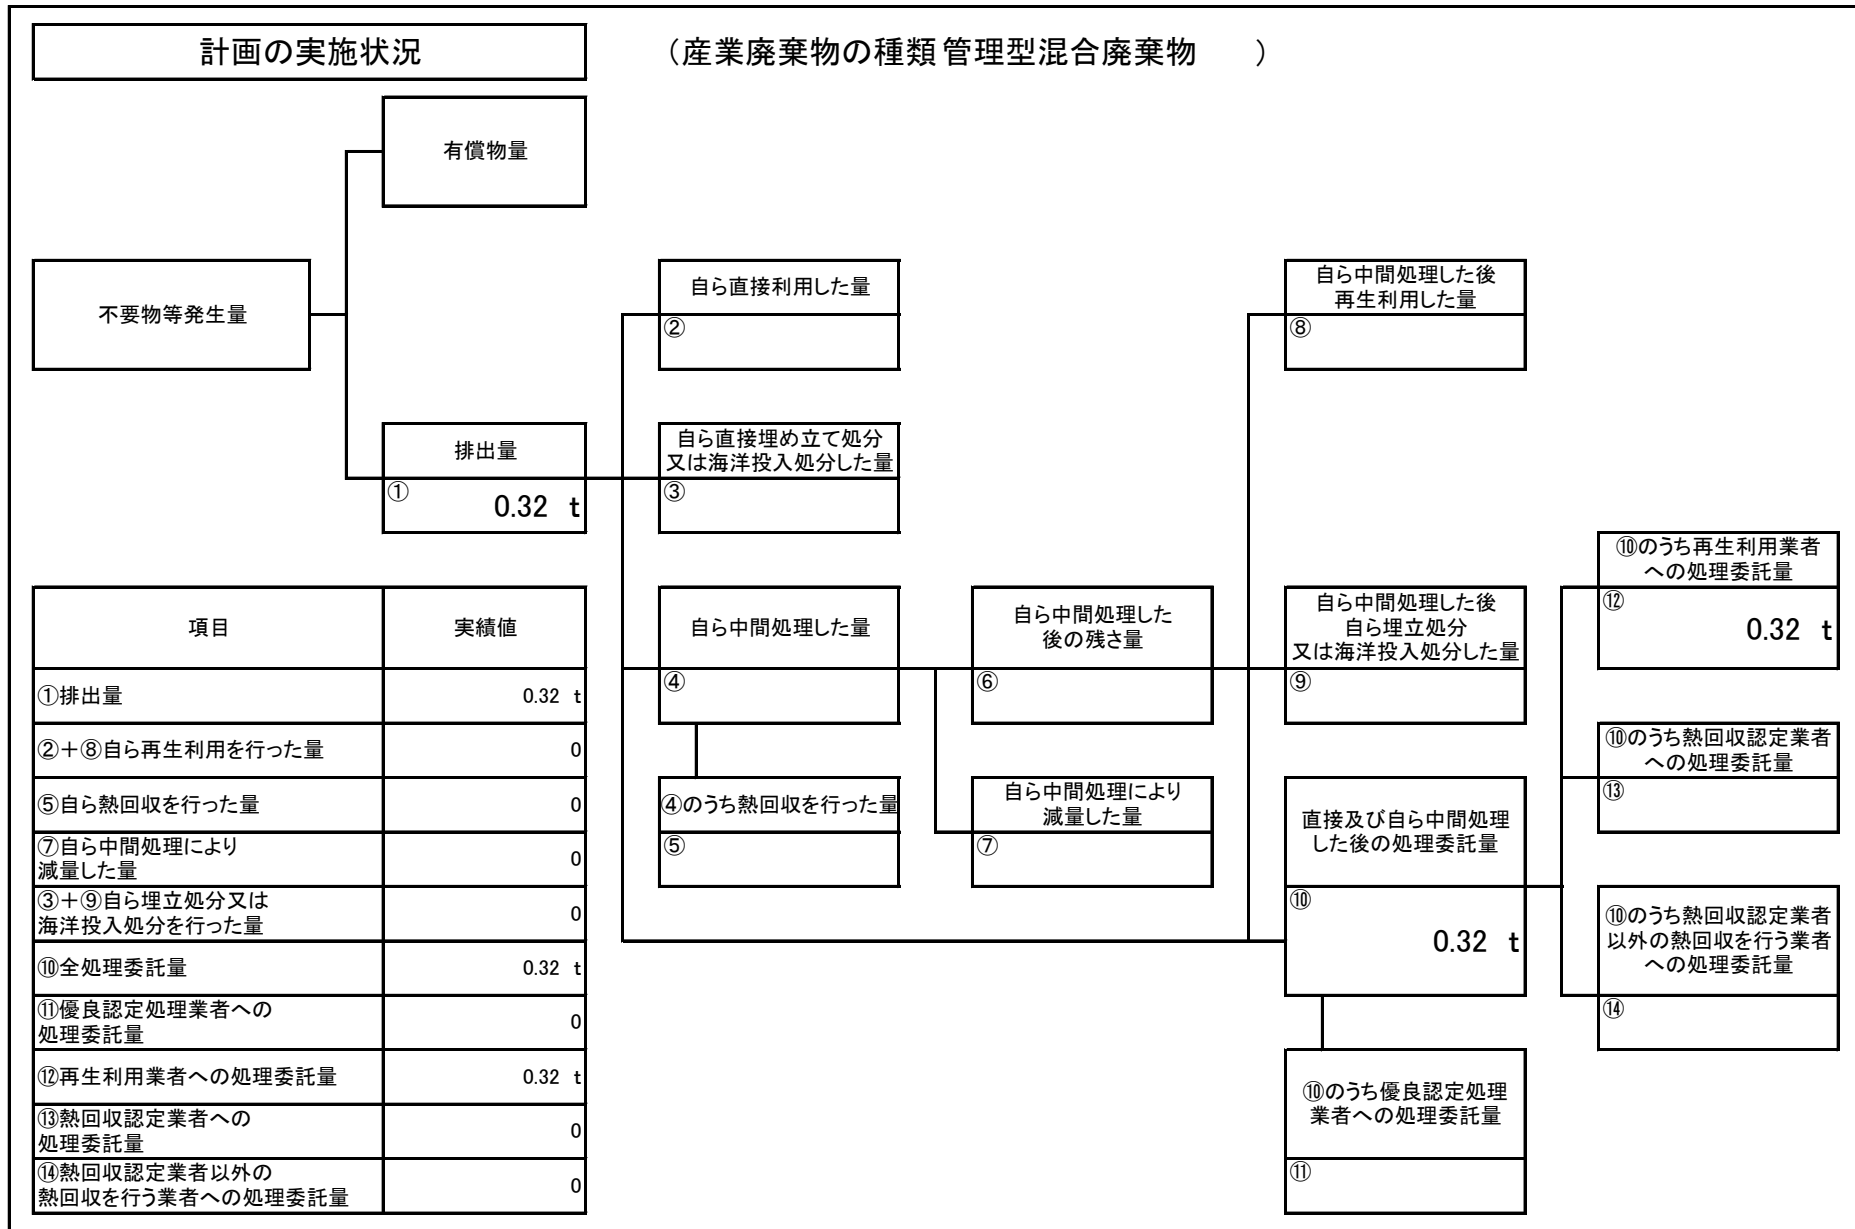 計画の実施状況
（産業廃棄物の種類 管理型混合廃棄物　　）
有償物量
不要物等発生量
自ら直接利用した量
②
自ら中間処理した後
再生利用した量
⑧
排出量
① 0.32 t
自ら直接埋め立て処分
又は海洋投入処分した量
③
⑩のうち再生利用業者
への処理委託量
⑫
0.32 t
自ら中間処理した量
④
自ら中間処理した
後の残さ量
⑥
自ら中間処理した後
自ら埋立処分
又は海洋投入処分した量
⑨
⑩のうち熱回収認定業者
への処理委託量
⑬
④のうち熱回収を行った量
⑤
自ら中間処理により
減量した量
⑦
直接及び自ら中間処理
した後の処理委託量
⑩
0.32 t
⑩のうち熱回収認定業者
以外の熱回収を行う業者
への処理委託量
⑭
⑩のうち優良認定処理
業者への処理委託量
⑪
項目 実績値
①排出量 0.32 t
②＋⑧自ら再生利用を行った量 0
⑤自ら熱回収を行った量 0
⑦自ら中間処理により
減量した量 0
③＋⑨自ら埋立処分又は
海洋投入処分を行った量 0
⑩全処理委託量 0.32 t
⑪優良認定処理業者への
処理委託量 0
⑫再生利用業者への処理委託量 0.32 t
⑬熱回収認定業者への
処理委託量 0
⑭熱回収認定業者以外の
熱回収を行う業者への処理委託量 0